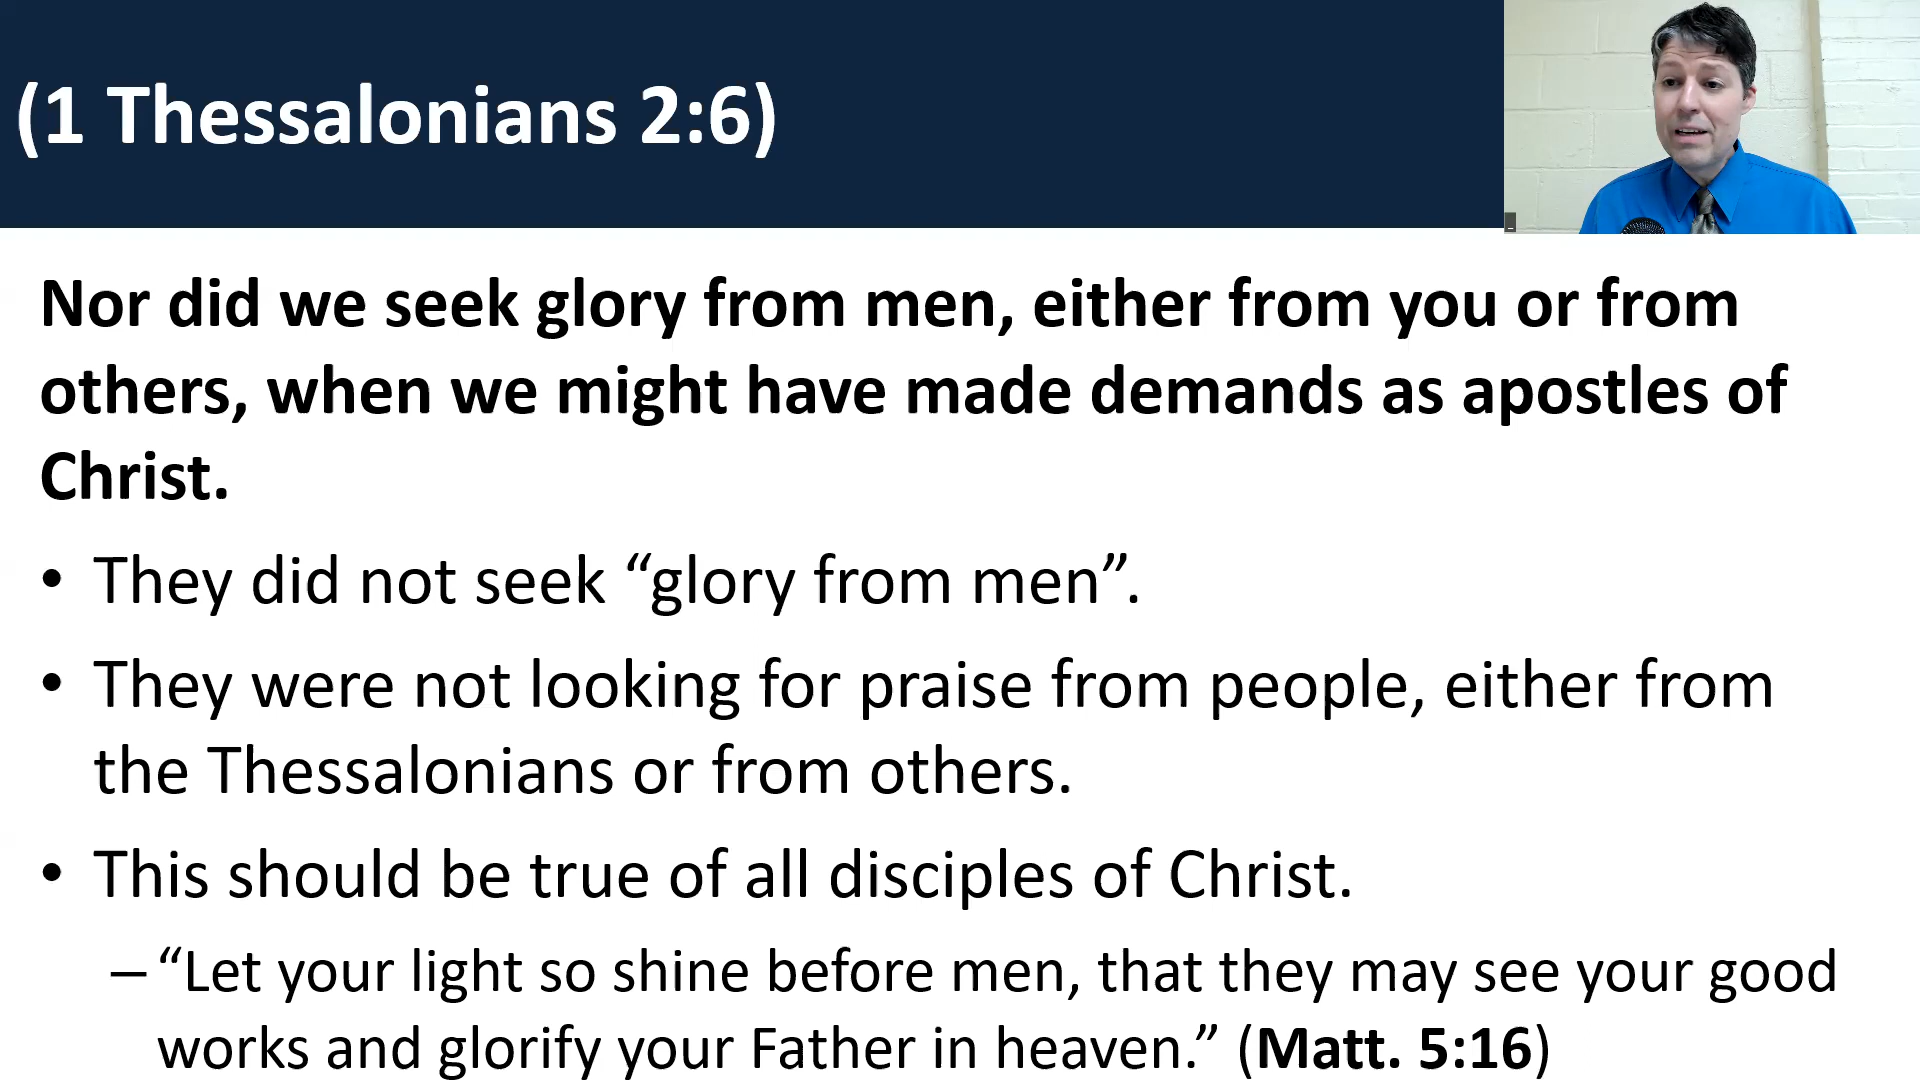 (1 Thessalonians 2:6)
Nor did we seek glory from men, either from you or from
others, when we might have made demands as apostles of
Christ.
• They did not seek “glory from men”.
• They were not looking for praise from people, either from
the Thessalonians or from others.
• This should be true of all disciples of Christ.
– “Let your light so shine before men, that they may see your good
works and glorify your Father in heaven.” (Matt. 5:16)